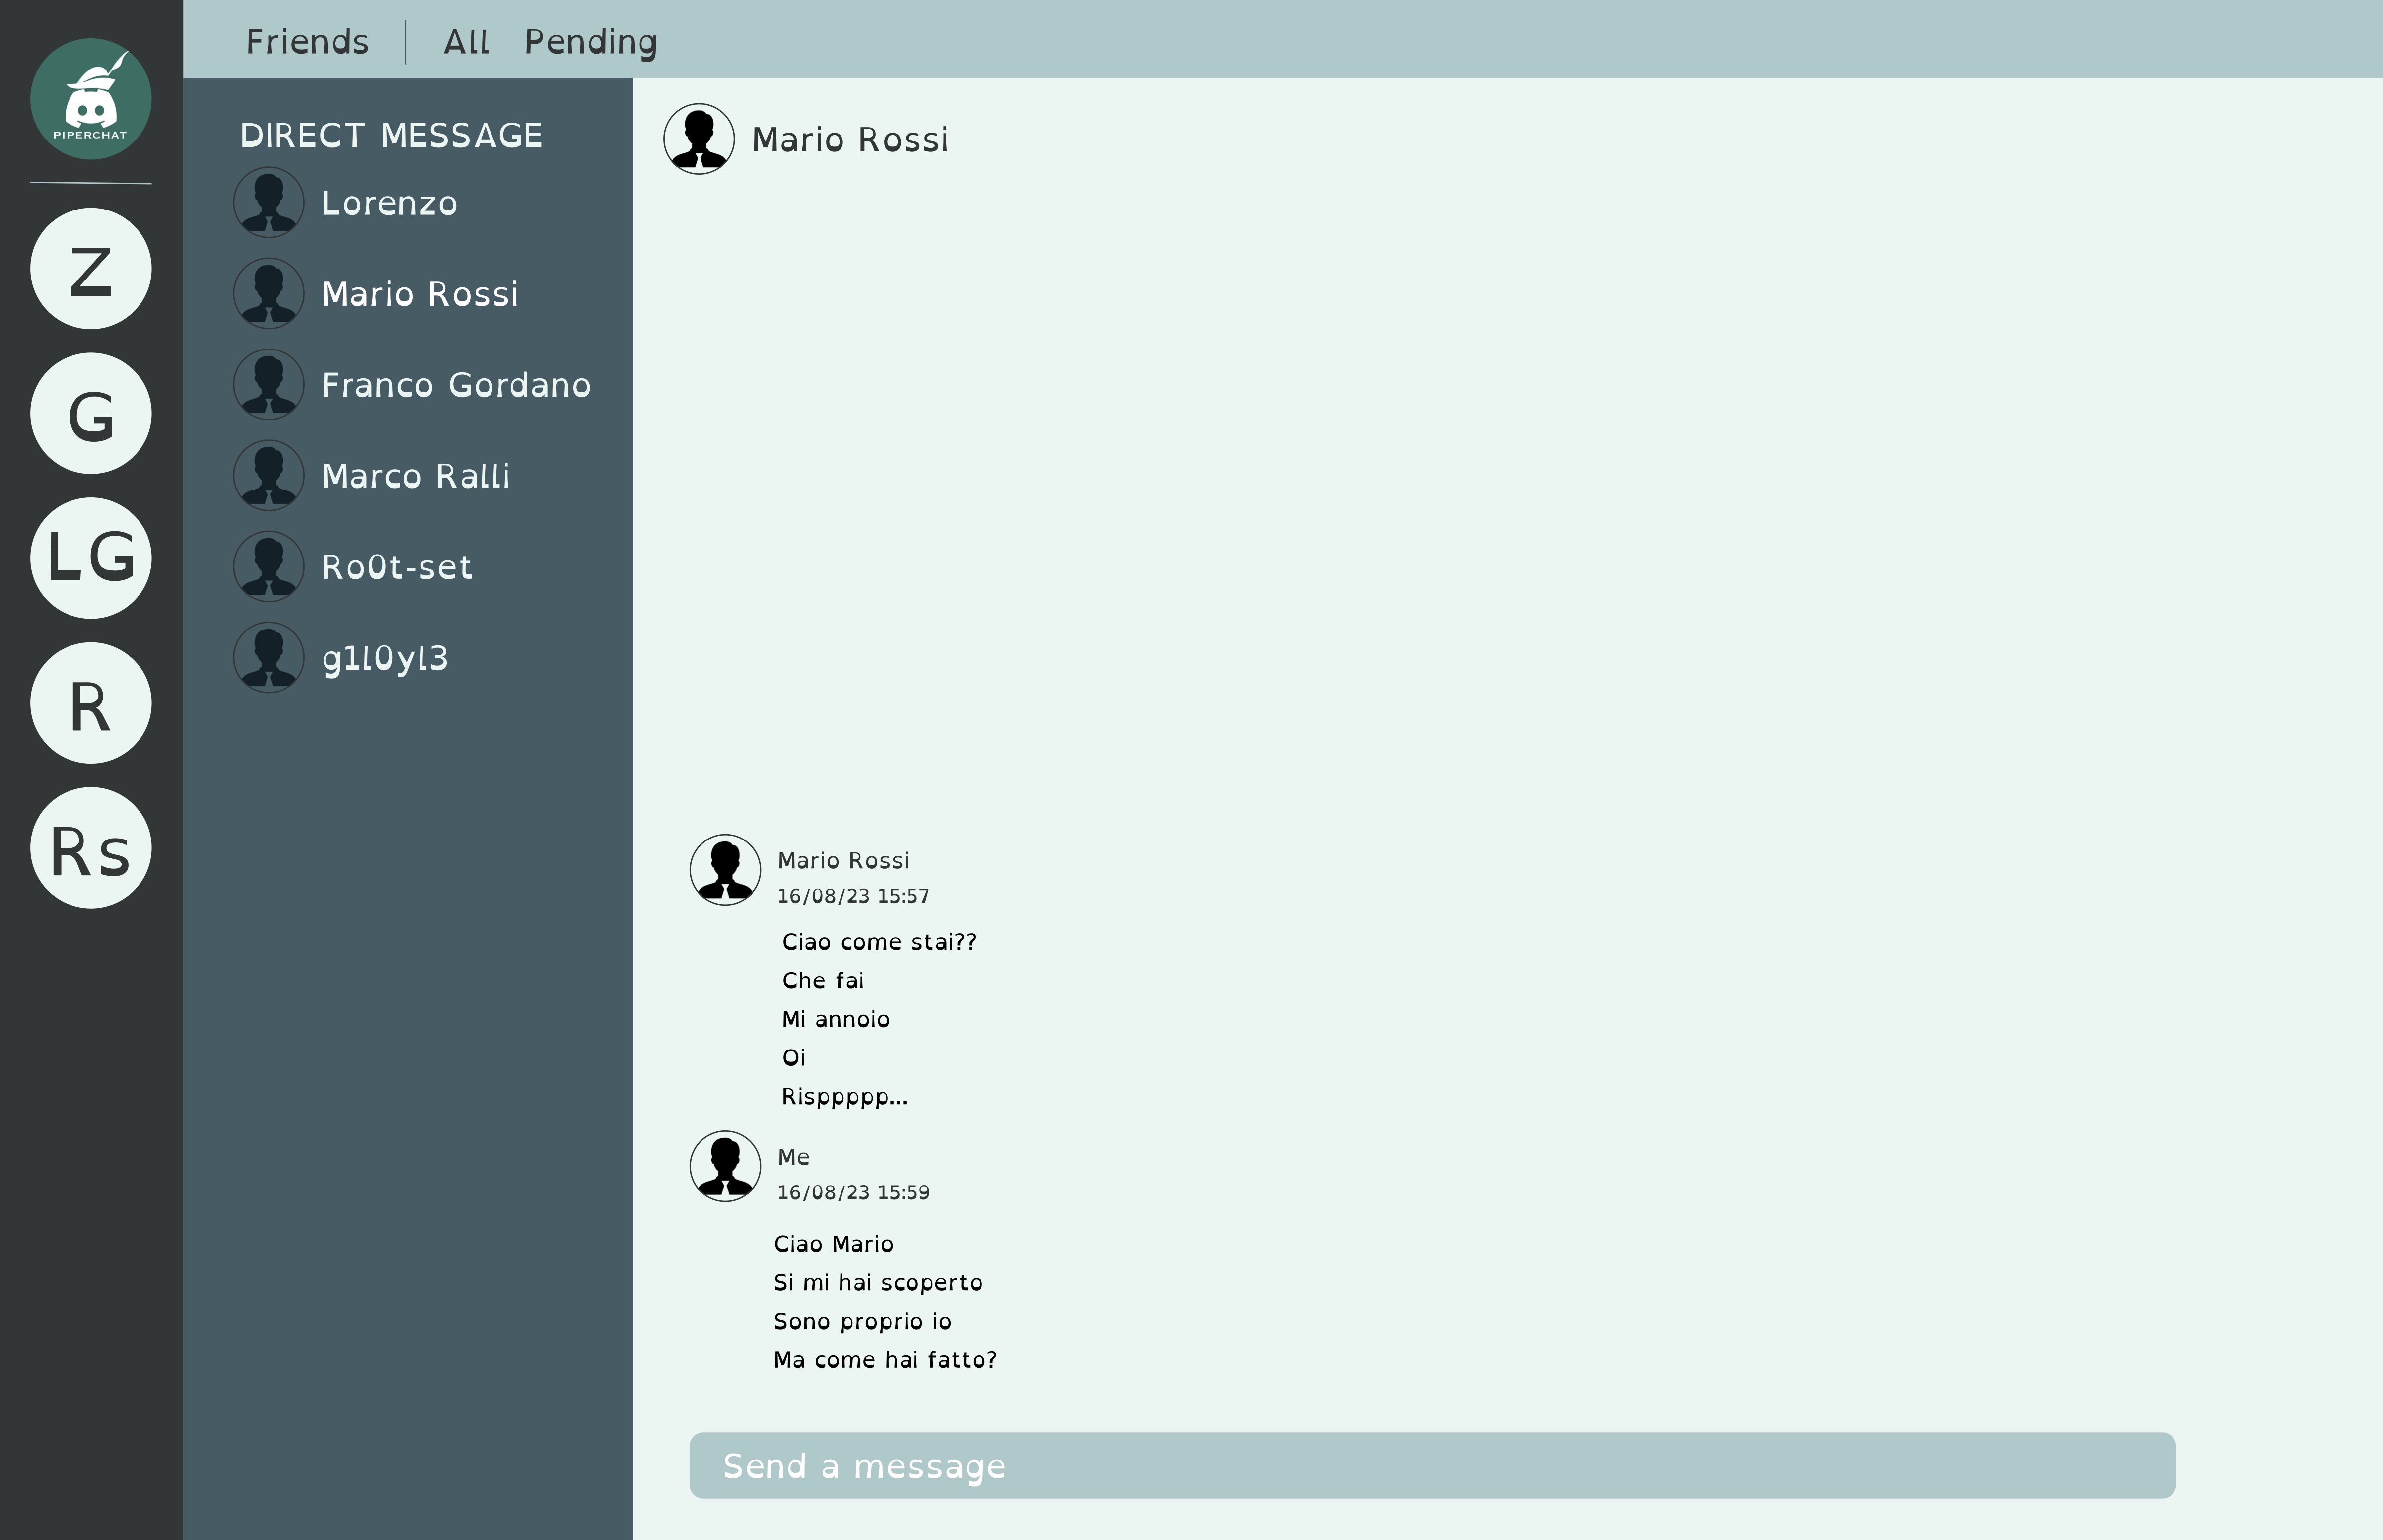 Friends
All
Pending
PIPERCHAT
Z
G
LG
R
Rs
DIRECT MESSAGE
Lorenzo
Mario Rossi
Franco Gordano
Marco Ralli
Ro0t-set
g1l0yl3
Mario Rossi
Mario Rossi
16/08/23 15:57
Ciao come stai??
Che fai
Mi annoio
Oi
Risppppp...
Me
16/08/23 15:59
Ciao Mario
Si mi hai scoperto
Sono proprio io
Ma come hai fatto?
Send a message